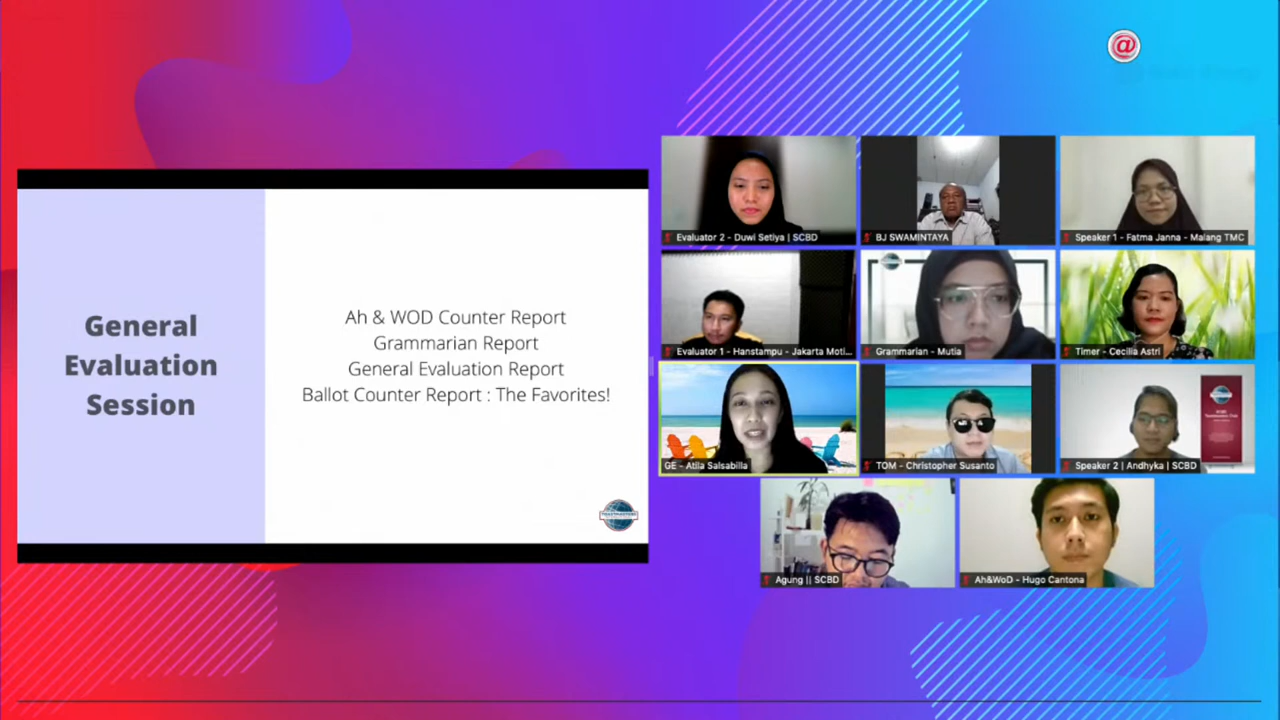 General
Evaluation
Session
Ah & WOD Counter Report
Grammarian Report
General Evaluation Report
Ballot Counter Report : The Favorites!
TOASTMASTERS
@
Evaluator 2 - Duwi Setiya | SCBD
BJ SWAMINTAYA
Speaker 1 - Fatma Janna - Malang TMC
Evaluator 1 - Hanstampu - Jakarta Moti...
Grammarian - Mutia
Timer - Cecilia Astri
GE - Atila Salsabilla
TOM - Christopher Susanto
Speaker 2 | Andhyka | SCBD
Agung || SCBD
Ah&WoD - Hugo Cantona